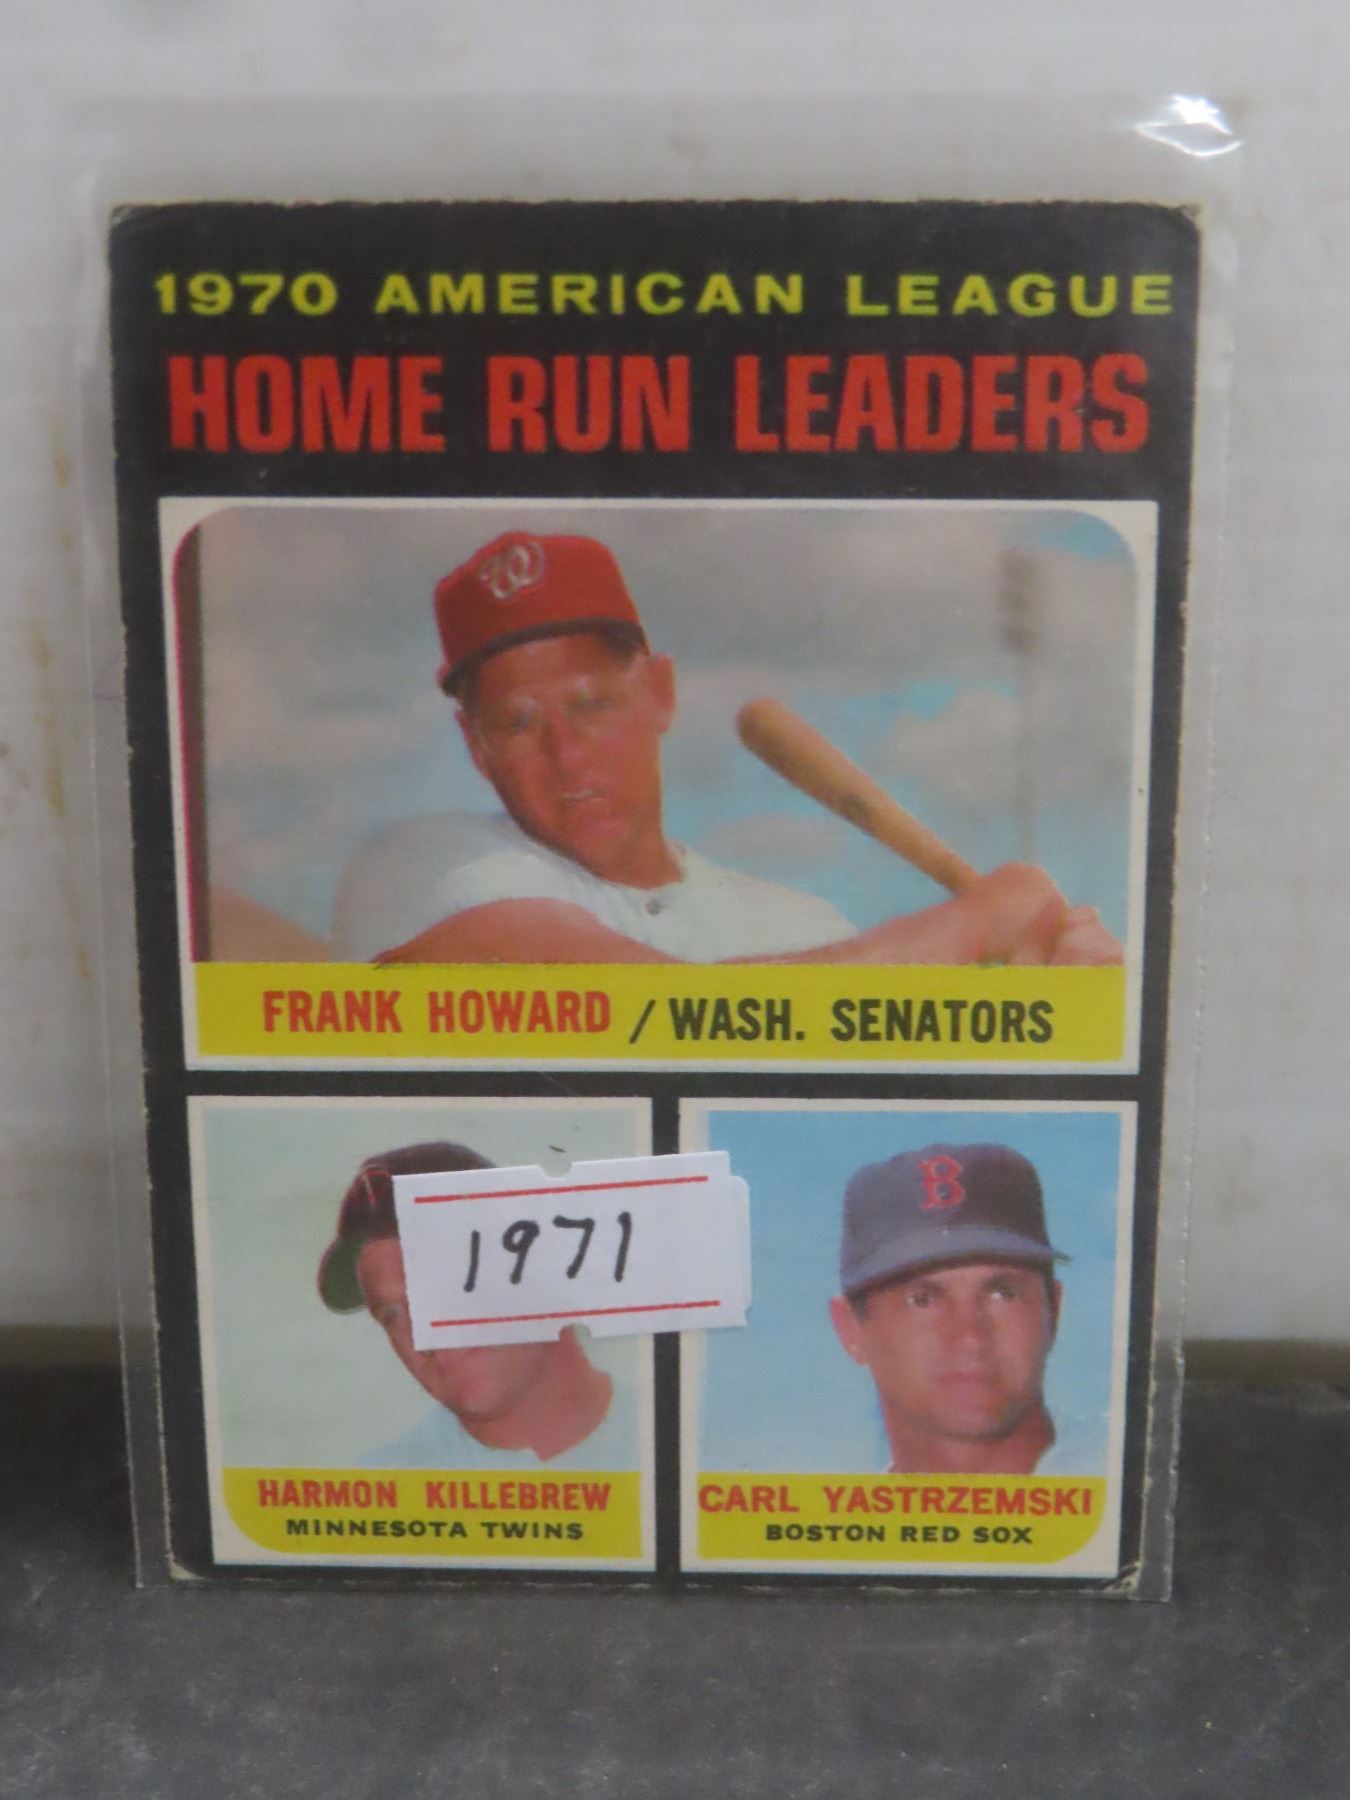 1970 AMERICAN LEAGUE
HOME RUN LEADERS
W
FRANK HOWARD / WASH. SENATORS
1971
B
HARMON KILLEBREW
MINNESOTA TWINS
CARL YASTRZEMSKI
BOSTON RED SOX